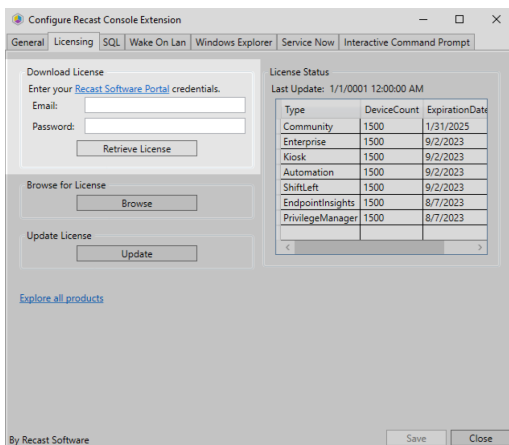 Configure Recast Console Extension
General Licensing SQL Wake On Lan Windows Explorer Service Now Interactive Command Prompt
Download License
Enter your Recast Software Portal credentials.
Email:
Password:
Retrieve License
Browse for License
Browse
Update License
Update
Explore all products
License Status
Last Update: 1/1/0001 12:00:00 AM
Type DeviceCount ExpirationDate
Community 1500 1/31/2025
Enterprise 1500 9/2/2023
Kiosk 1500 9/2/2023
Automation 1500 9/2/2023
ShiftLeft 1500 9/2/2023
EndpointInsights 1500 8/7/2023
PrivilegeManager 1500 8/7/2023
By Recast Software
Save Close